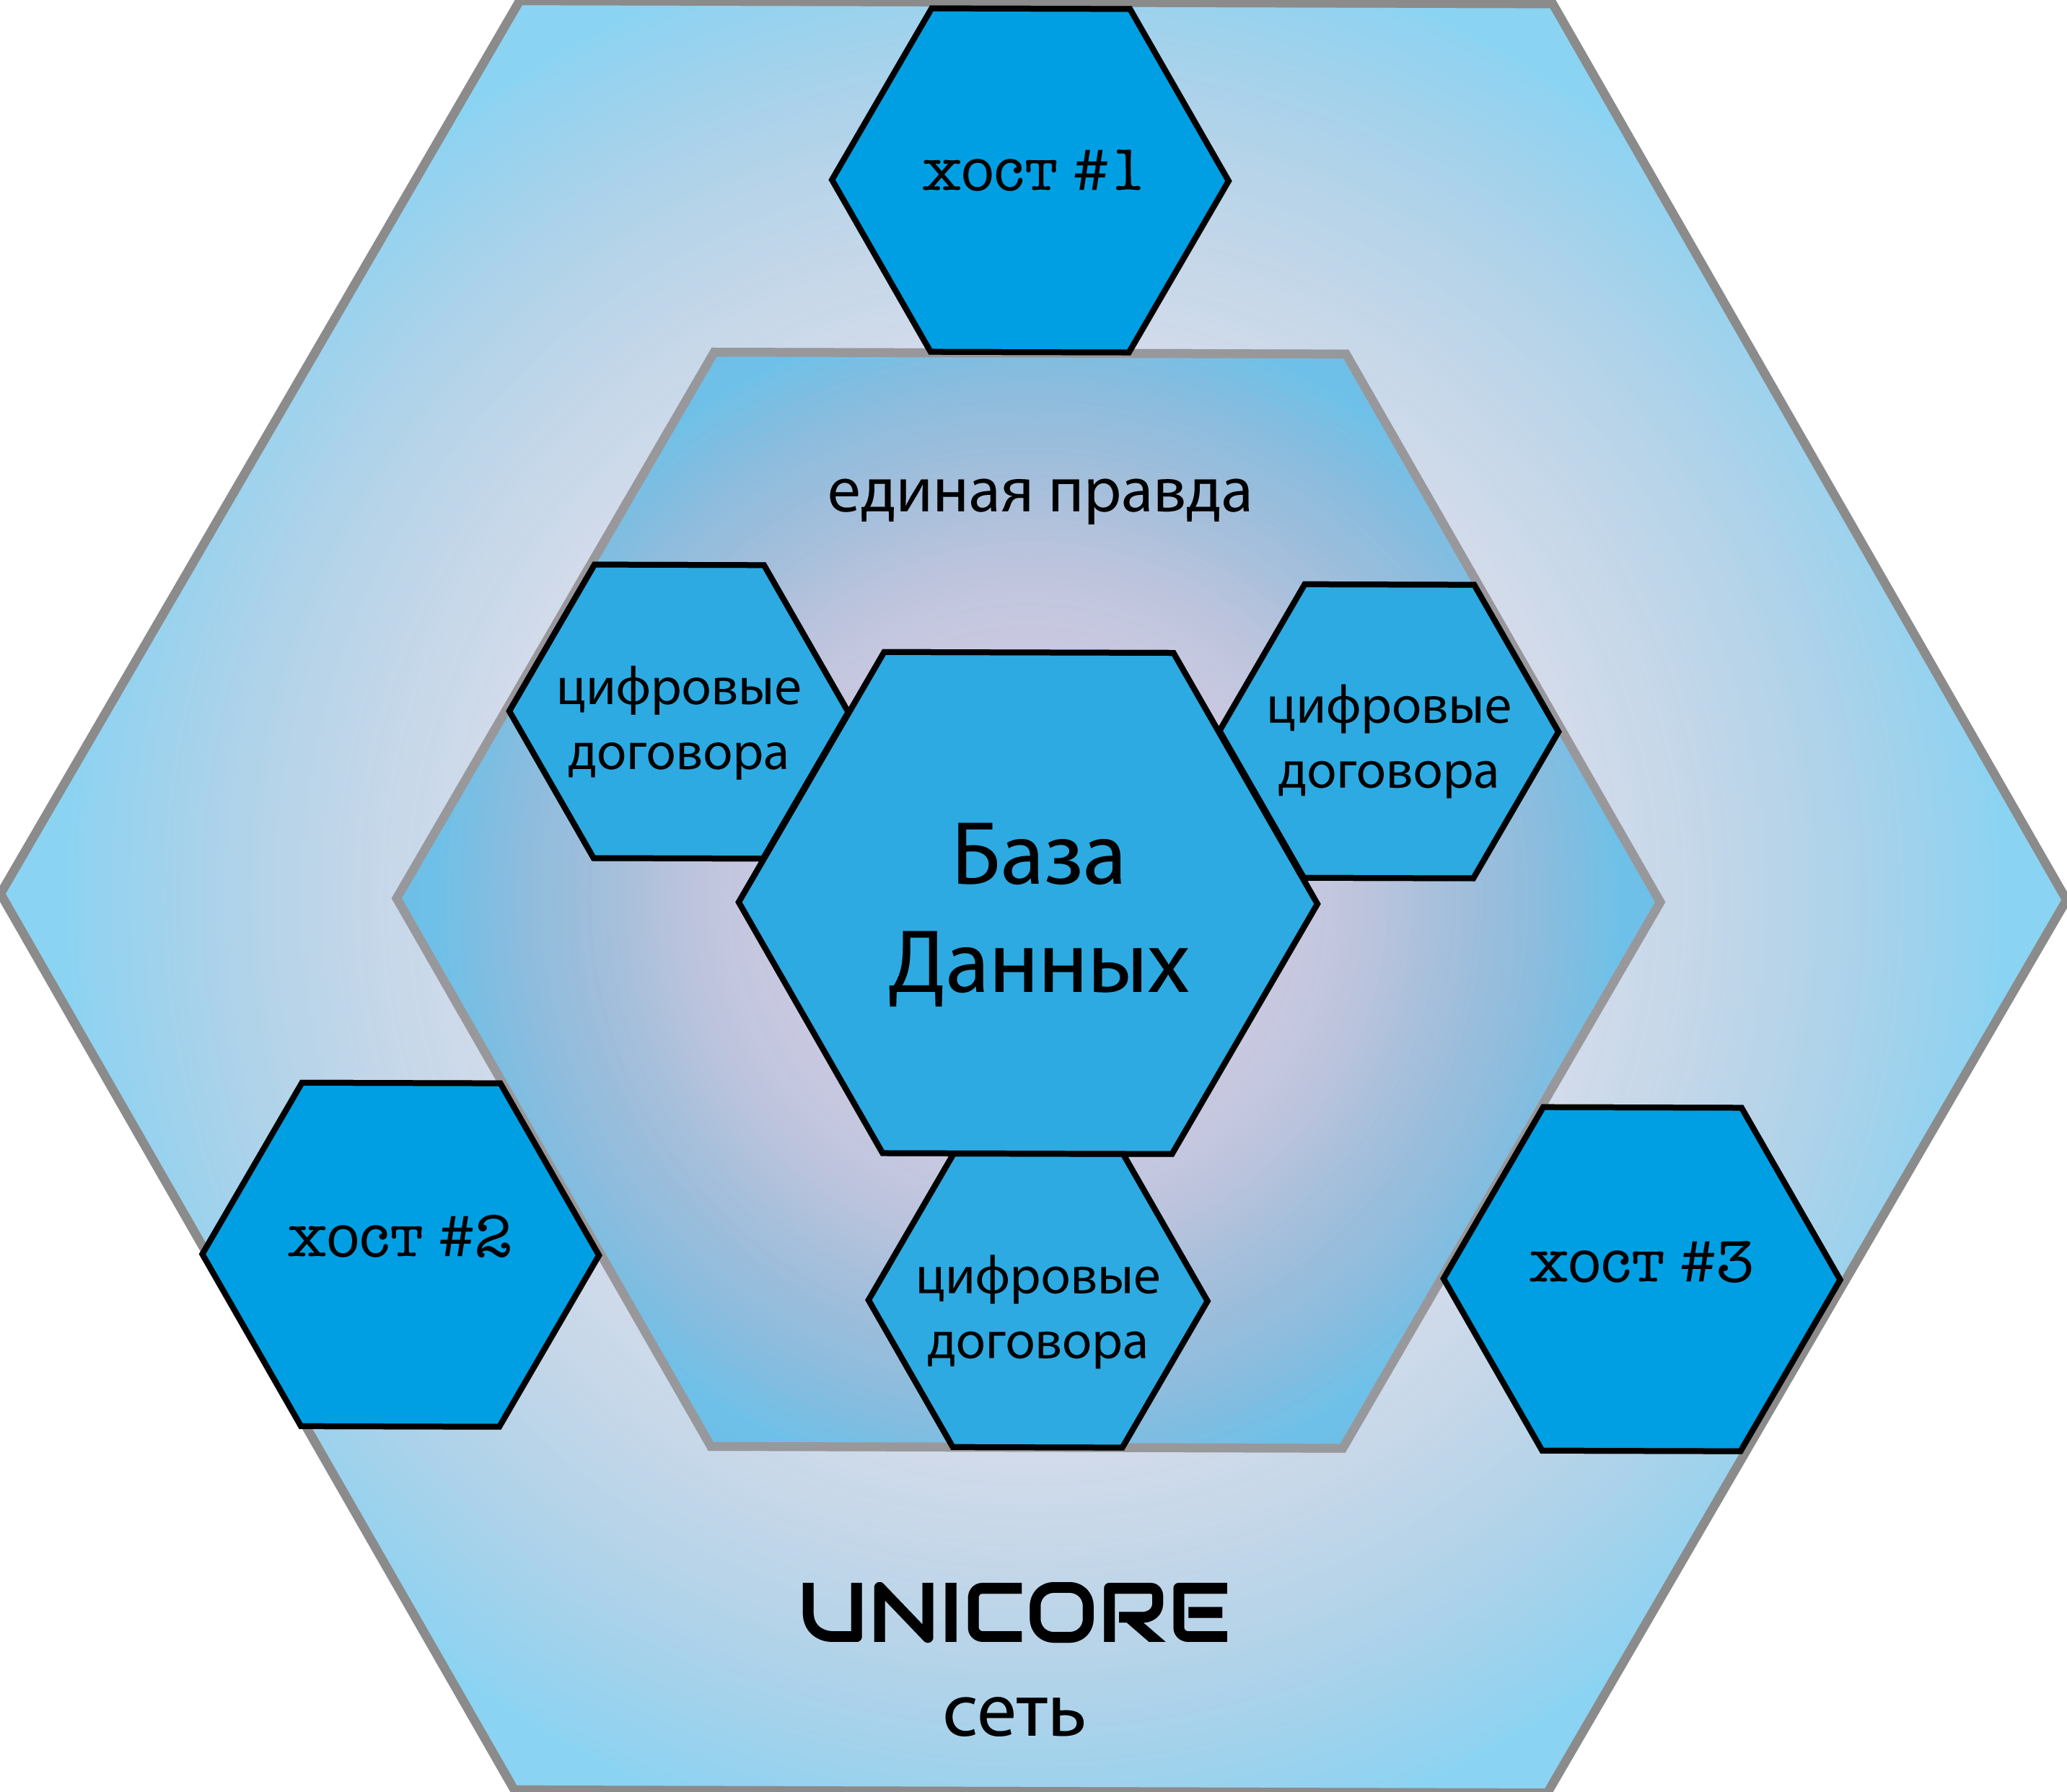 хост #1
единая правда
цифровые
договора
цифровые
договора
База
Данных
хост #2
цифровые
договора
хост #3
UNICORE
сеть